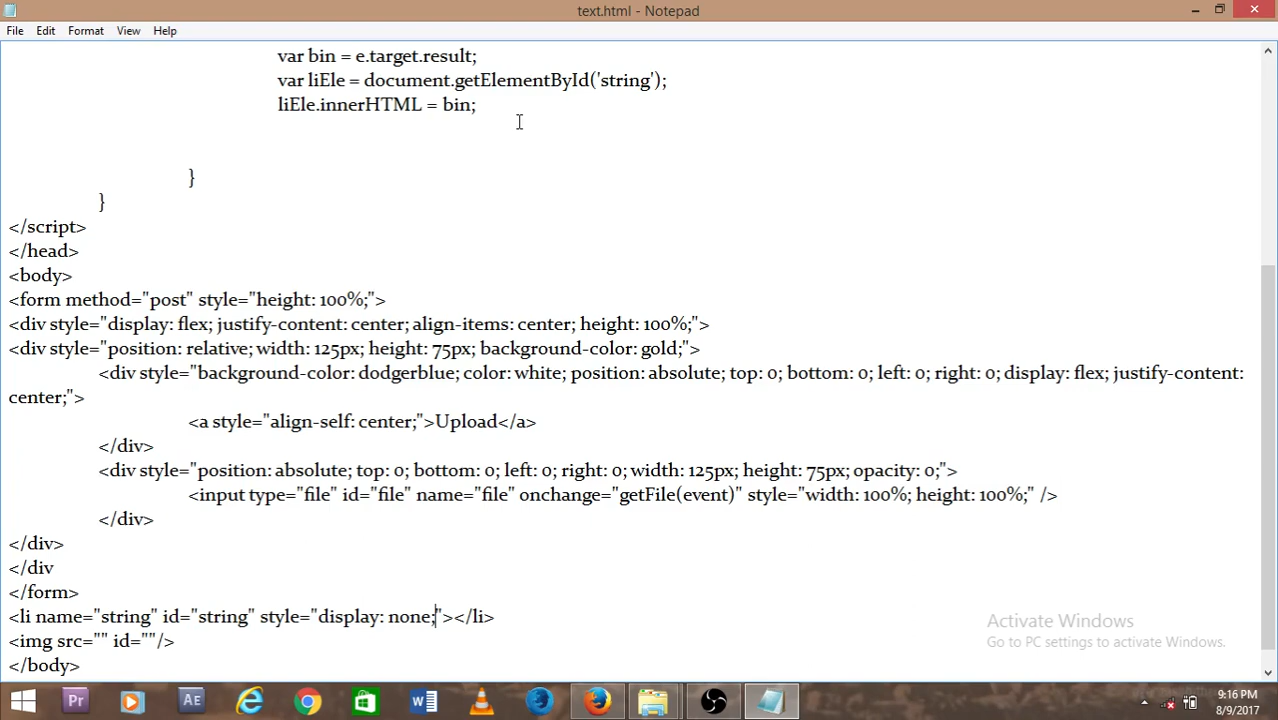 text.html - Notepad
File Edit Format View Help
var bin = e.target.result;
var liEle = document.getElementById('string');
liEle.innerHTML = bin;
}
}
</script>
</head>
<body>
<form method="post" style="height: 100%;">
<div style="display: flex; justify-content: center; align-items: center; height: 100%;">
<div style="position: relative; width: 125px; height: 75px; background-color: gold;">
<div style="background-color: dodgerblue; color: white; position: absolute; top: 0; bottom: 0; left: 0; right: 0; display: flex; justify-content:
center;">
<a style="align-self: center;">Upload</a>
</div>
<div style="position: absolute; top: 0; bottom: 0; left: 0; right: 0; width: 125px; height: 75px; opacity: 0;">
<input type="file" id="file" name="file" onchange="getFile(event)" style="width: 100%; height: 100%;" />
</div>
</div>
</div
</form>
<li name="string" id="string" style="display: none;"></li>
<img src="" id=""/>
</body>
Activate Windows
Go to PC settings to activate Windows.
Pr
AE
9:16 PM
8/9/2017